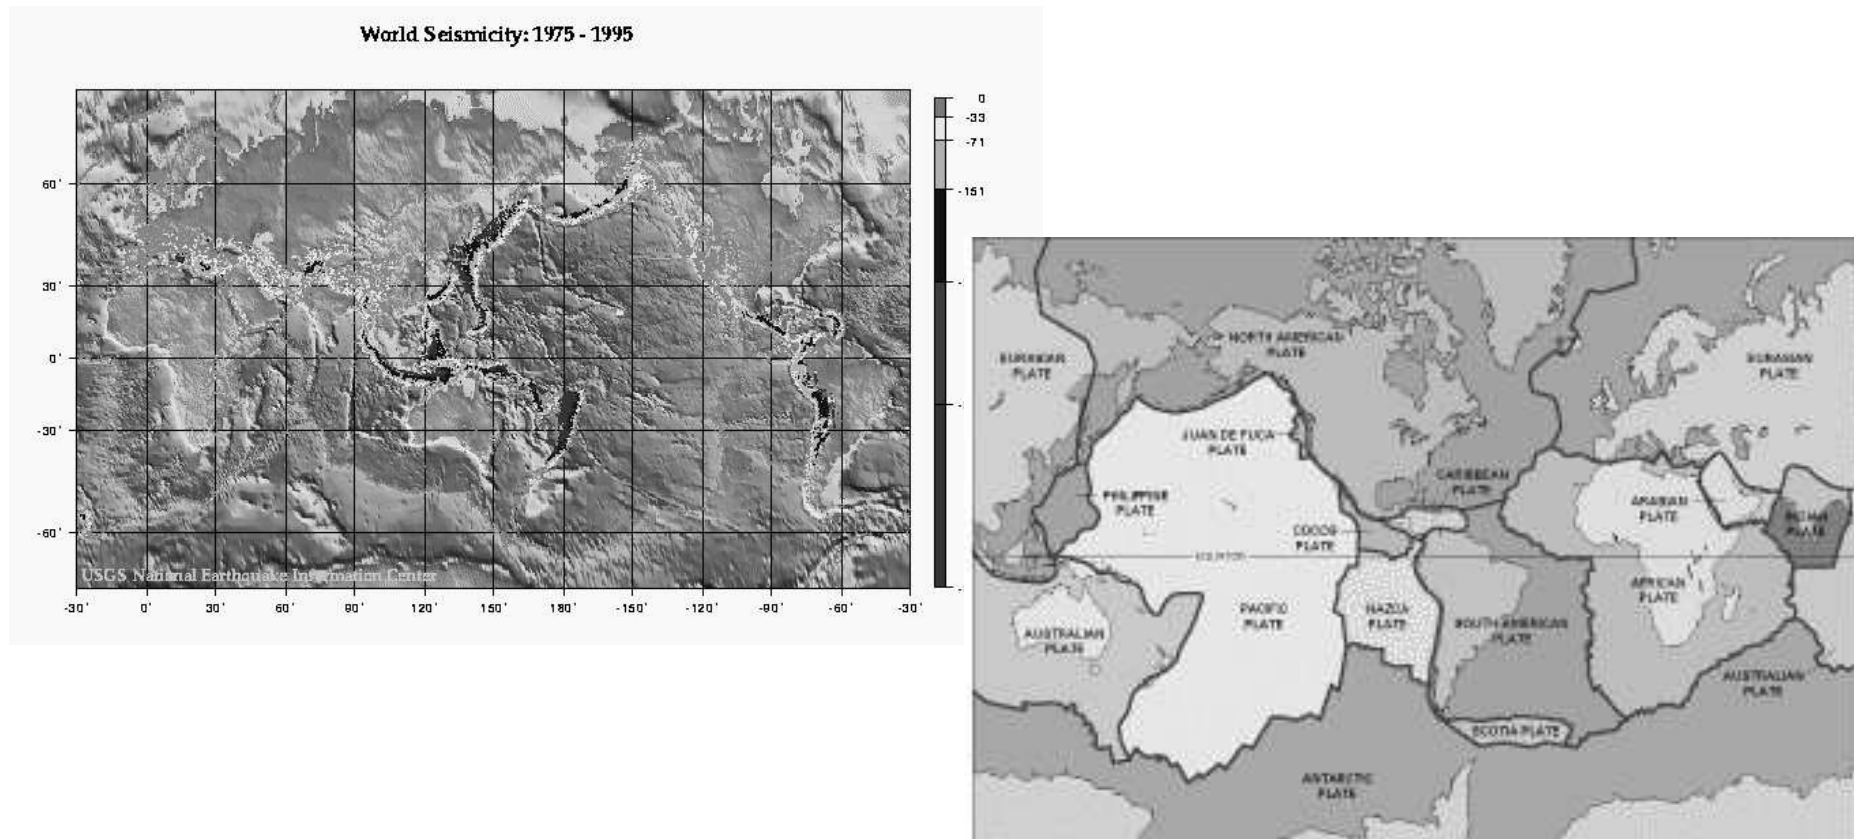 World Seismicity: 1975 - 1995
0
-33
-71
-151
60°
30°
0°
-30°
-60°
USGS National Earthquake Information Center
-30° 0° 30° 60° 90° 120° 150° 180° -150° -120° -90° -60° -30°
NORTH AMERICAN
PLATE
EURASIAN
PLATE
EURASIAN
PLATE
JUAN DE FUCA
PLATE
CARIBBEAN
PLATE
PHILIPPINE
PLATE
ARABIAN
PLATE
INDIAN
PLATE
COCOS
PLATE
EQUATOR
AFRICAN
PLATE
PACIFIC
PLATE
NAZCA
PLATE
SOUTH AMERICAN
PLATE
AUSTRALIAN
PLATE
AUSTRALIAN
PLATE
SCOTIA PLATE
ANTARCTIC
PLATE